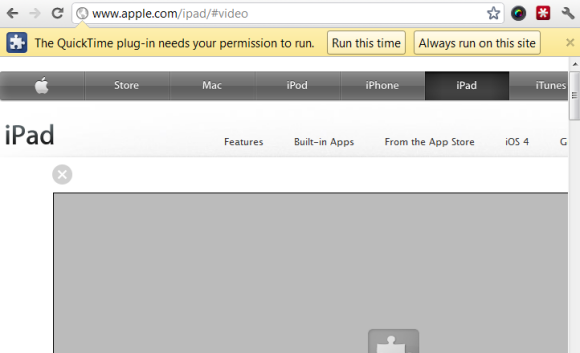 www.apple.com/ipad/#video
The QuickTime plug-in needs your permission to run. Run this time Always run on this site
Store Mac iPod iPhone iPad iTunes
iPad
Features Built-in Apps From the App Store iOS 4 G